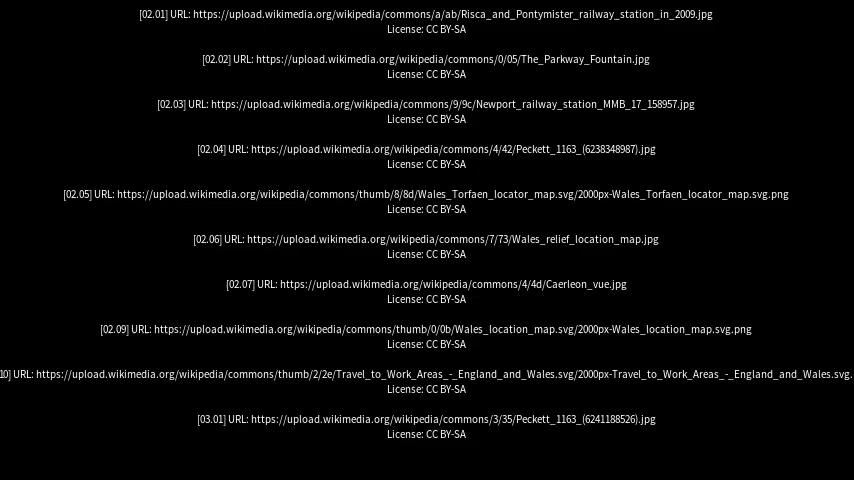 [02.01] URL: https://upload.wikimedia.org/wikipedia/commons/a/ab/Risca_and_Pontymister_railway_station_in_2009.jpg
License: CC BY-SA
[02.02] URL: https://upload.wikimedia.org/wikipedia/commons/0/05/The_Parkway_Fountain.jpg
License: CC BY-SA
[02.03] URL: https://upload.wikimedia.org/wikipedia/commons/9/9c/Newport_railway_station_MMB_17_158957.jpg
License: CC BY-SA
[02.04] URL: https://upload.wikimedia.org/wikipedia/commons/4/42/Peckett_1163_(6238348987).jpg
License: CC BY-SA
[02.05] URL: https://upload.wikimedia.org/wikipedia/commons/thumb/8/8d/Wales_Torfaen_locator_map.svg/2000px-Wales_Torfaen_locator_map.svg.png
License: CC BY-SA
[02.06] URL: https://upload.wikimedia.org/wikipedia/commons/7/73/Wales_relief_location_map.jpg
License: CC BY-SA
[02.07] URL: https://upload.wikimedia.org/wikipedia/commons/4/4d/Caerleon_vue.jpg
License: CC BY-SA
[02.09] URL: https://upload.wikimedia.org/wikipedia/commons/thumb/0/0b/Wales_location_map.svg/2000px-Wales_location_map.svg.png
License: CC BY-SA
10] URL: https://upload.wikimedia.org/wikipedia/commons/thumb/2/2e/Travel_to_Work_Areas_-_England_and_Wales.svg/2000px-Travel_to_Work_Areas_-_England_and_Wales.svg.
License: CC BY-SA
[03.01] URL: https://upload.wikimedia.org/wikipedia/commons/3/35/Peckett_1163_(6241188526).jpg
License: CC BY-SA